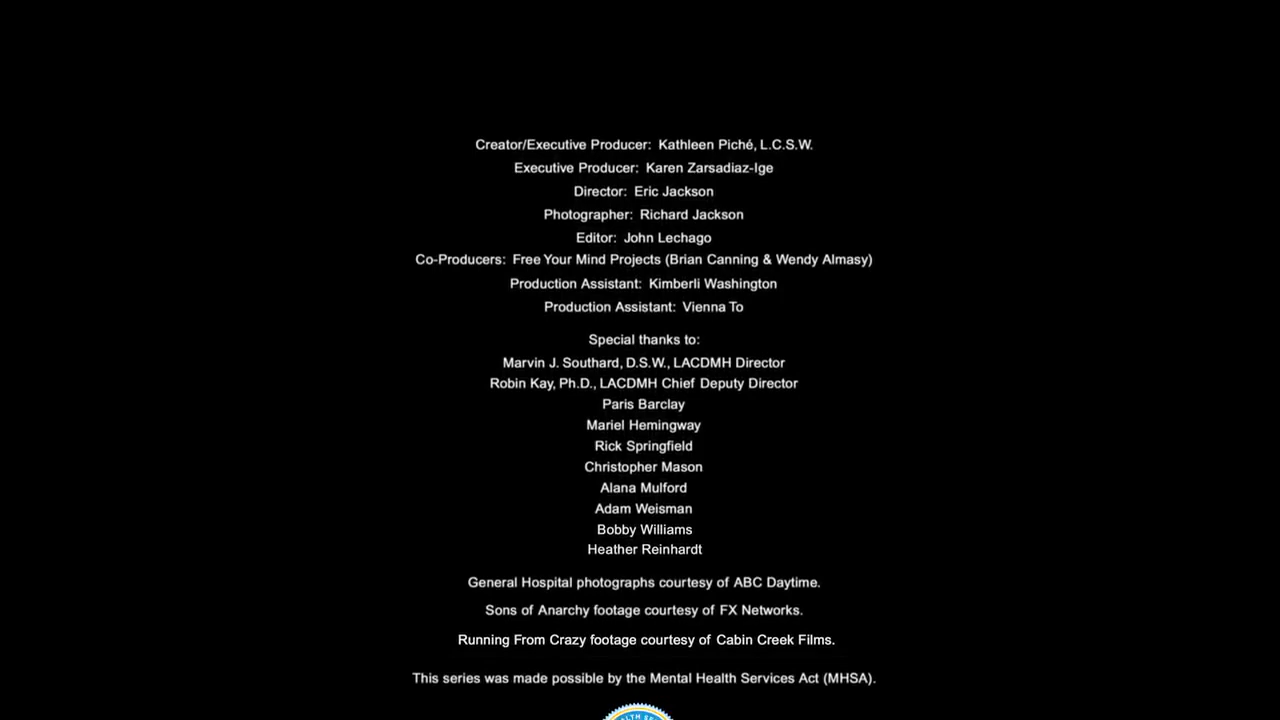 Creator/Executive Producer: Kathleen Piché, L.C.S.W.
Executive Producer: Karen Zarsadiaz-Ige
Director: Eric Jackson
Photographer: Richard Jackson
Editor: John Lechago
Co-Producers: Free Your Mind Projects (Brian Canning & Wendy Almasy)
Production Assistant: Kimberli Washington
Production Assistant: Vienna To
Special thanks to:
Marvin J. Southard, D.S.W., LACDMH Director
Robin Kay, Ph.D., LACDMH Chief Deputy Director
Paris Barclay
Mariel Hemingway
Rick Springfield
Christopher Mason
Alana Mulford
Adam Weisman
Bobby Williams
Heather Reinhardt
General Hospital photographs courtesy of ABC Daytime.
Sons of Anarchy footage courtesy of FX Networks.
Running From Crazy footage courtesy of Cabin Creek Films.
This series was made possible by the Mental Health Services Act (MHSA).